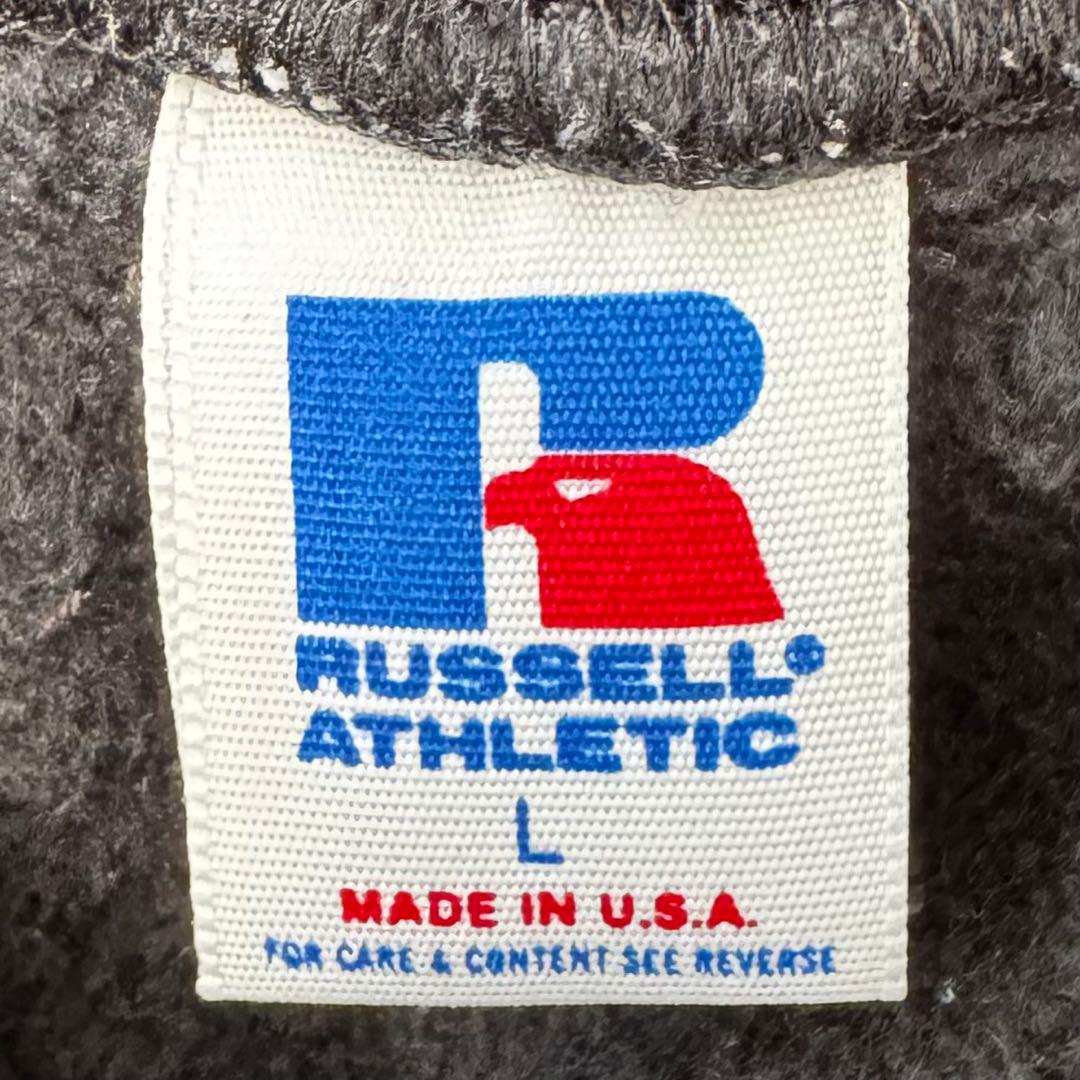 R
RUSSELL®
ATHLETIC
L
MADE IN U.S.A.
FOR CARE & CONTENT SEE REVERSE